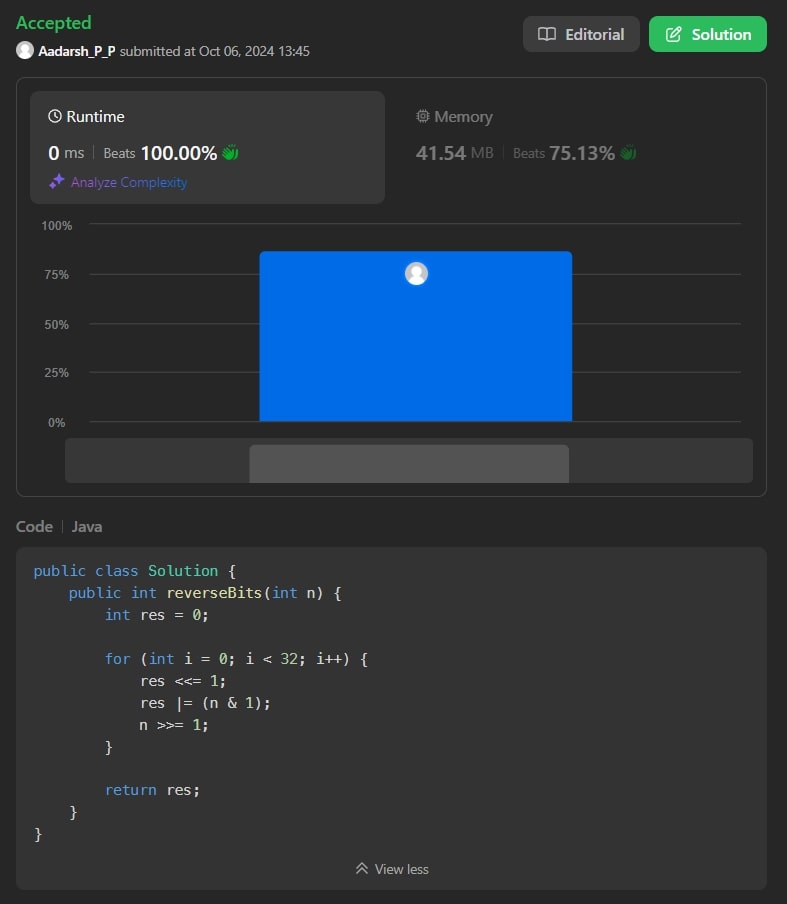 Accepted
Editorial
Solution
Aadarsh_P_P submitted at Oct 06, 2024 13:45
Runtime
Memory
0 ms | Beats 100.00%
41.54 MB | Beats 75.13%
Analyze Complexity
100%
75%
50%
25%
0%
Code | Java
public class Solution {
    public int reverseBits(int n) {
        int res = 0;
        for (int i = 0; i < 32; i++) {
            res <<= 1;
            res |= (n & 1);
            n >>= 1;
        }
        return res;
    }
}
View less